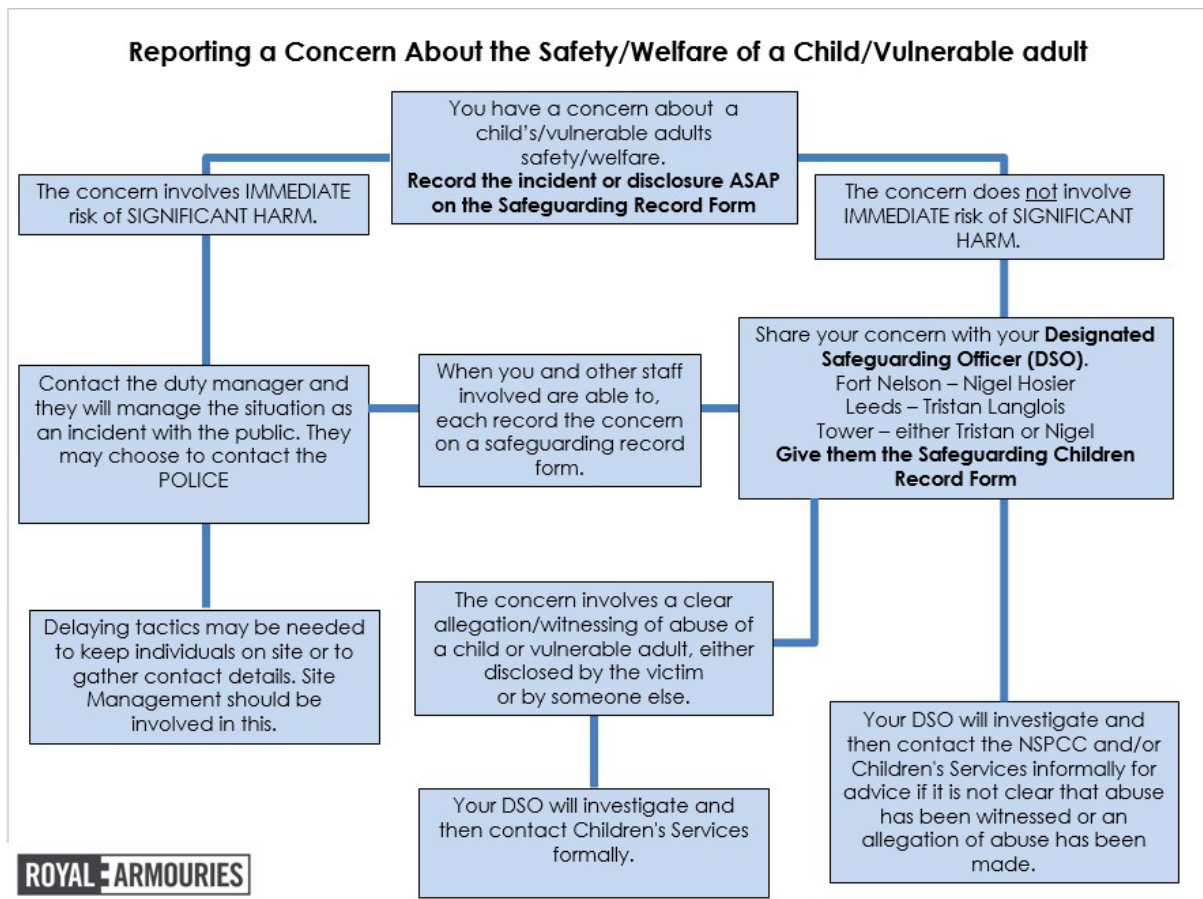 Reporting a Concern About the Safety/Welfare of a Child/Vulnerable adult
You have a concern about a
child's/vulnerable adults
safety/welfare.
Record the incident or disclosure ASAP
on the Safeguarding Record Form
The concern involves IMMEDIATE
risk of SIGNIFICANT HARM.
The concern does not involve
IMMEDIATE risk of SIGNIFICANT
HARM.
Contact the duty manager and
they will manage the situation as
an incident with the public. They
may choose to contact the
POLICE
When you and other staff
involved are able to,
each record the concern
on a safeguarding record
form.
Share your concern with your Designated
Safeguarding Officer (DSO).
Fort Nelson – Nigel Hosier
Leeds – Tristan Langlois
Tower – either Tristan or Nigel
Give them the Safeguarding Children
Record Form
Delaying tactics may be needed
to keep individuals on site or to
gather contact details. Site
Management should be
involved in this.
The concern involves a clear
allegation/witnessing of abuse of
a child or vulnerable adult, either
disclosed by the victim
or by someone else.
Your DSO will investigate and
then contact Children's Services
formally.
Your DSO will investigate and
then contact the NSPCC and/or
Children's Services informally for
advice if it is not clear that abuse
has been witnessed or an
allegation of abuse has been
made.
ROYAL ARMOURIES